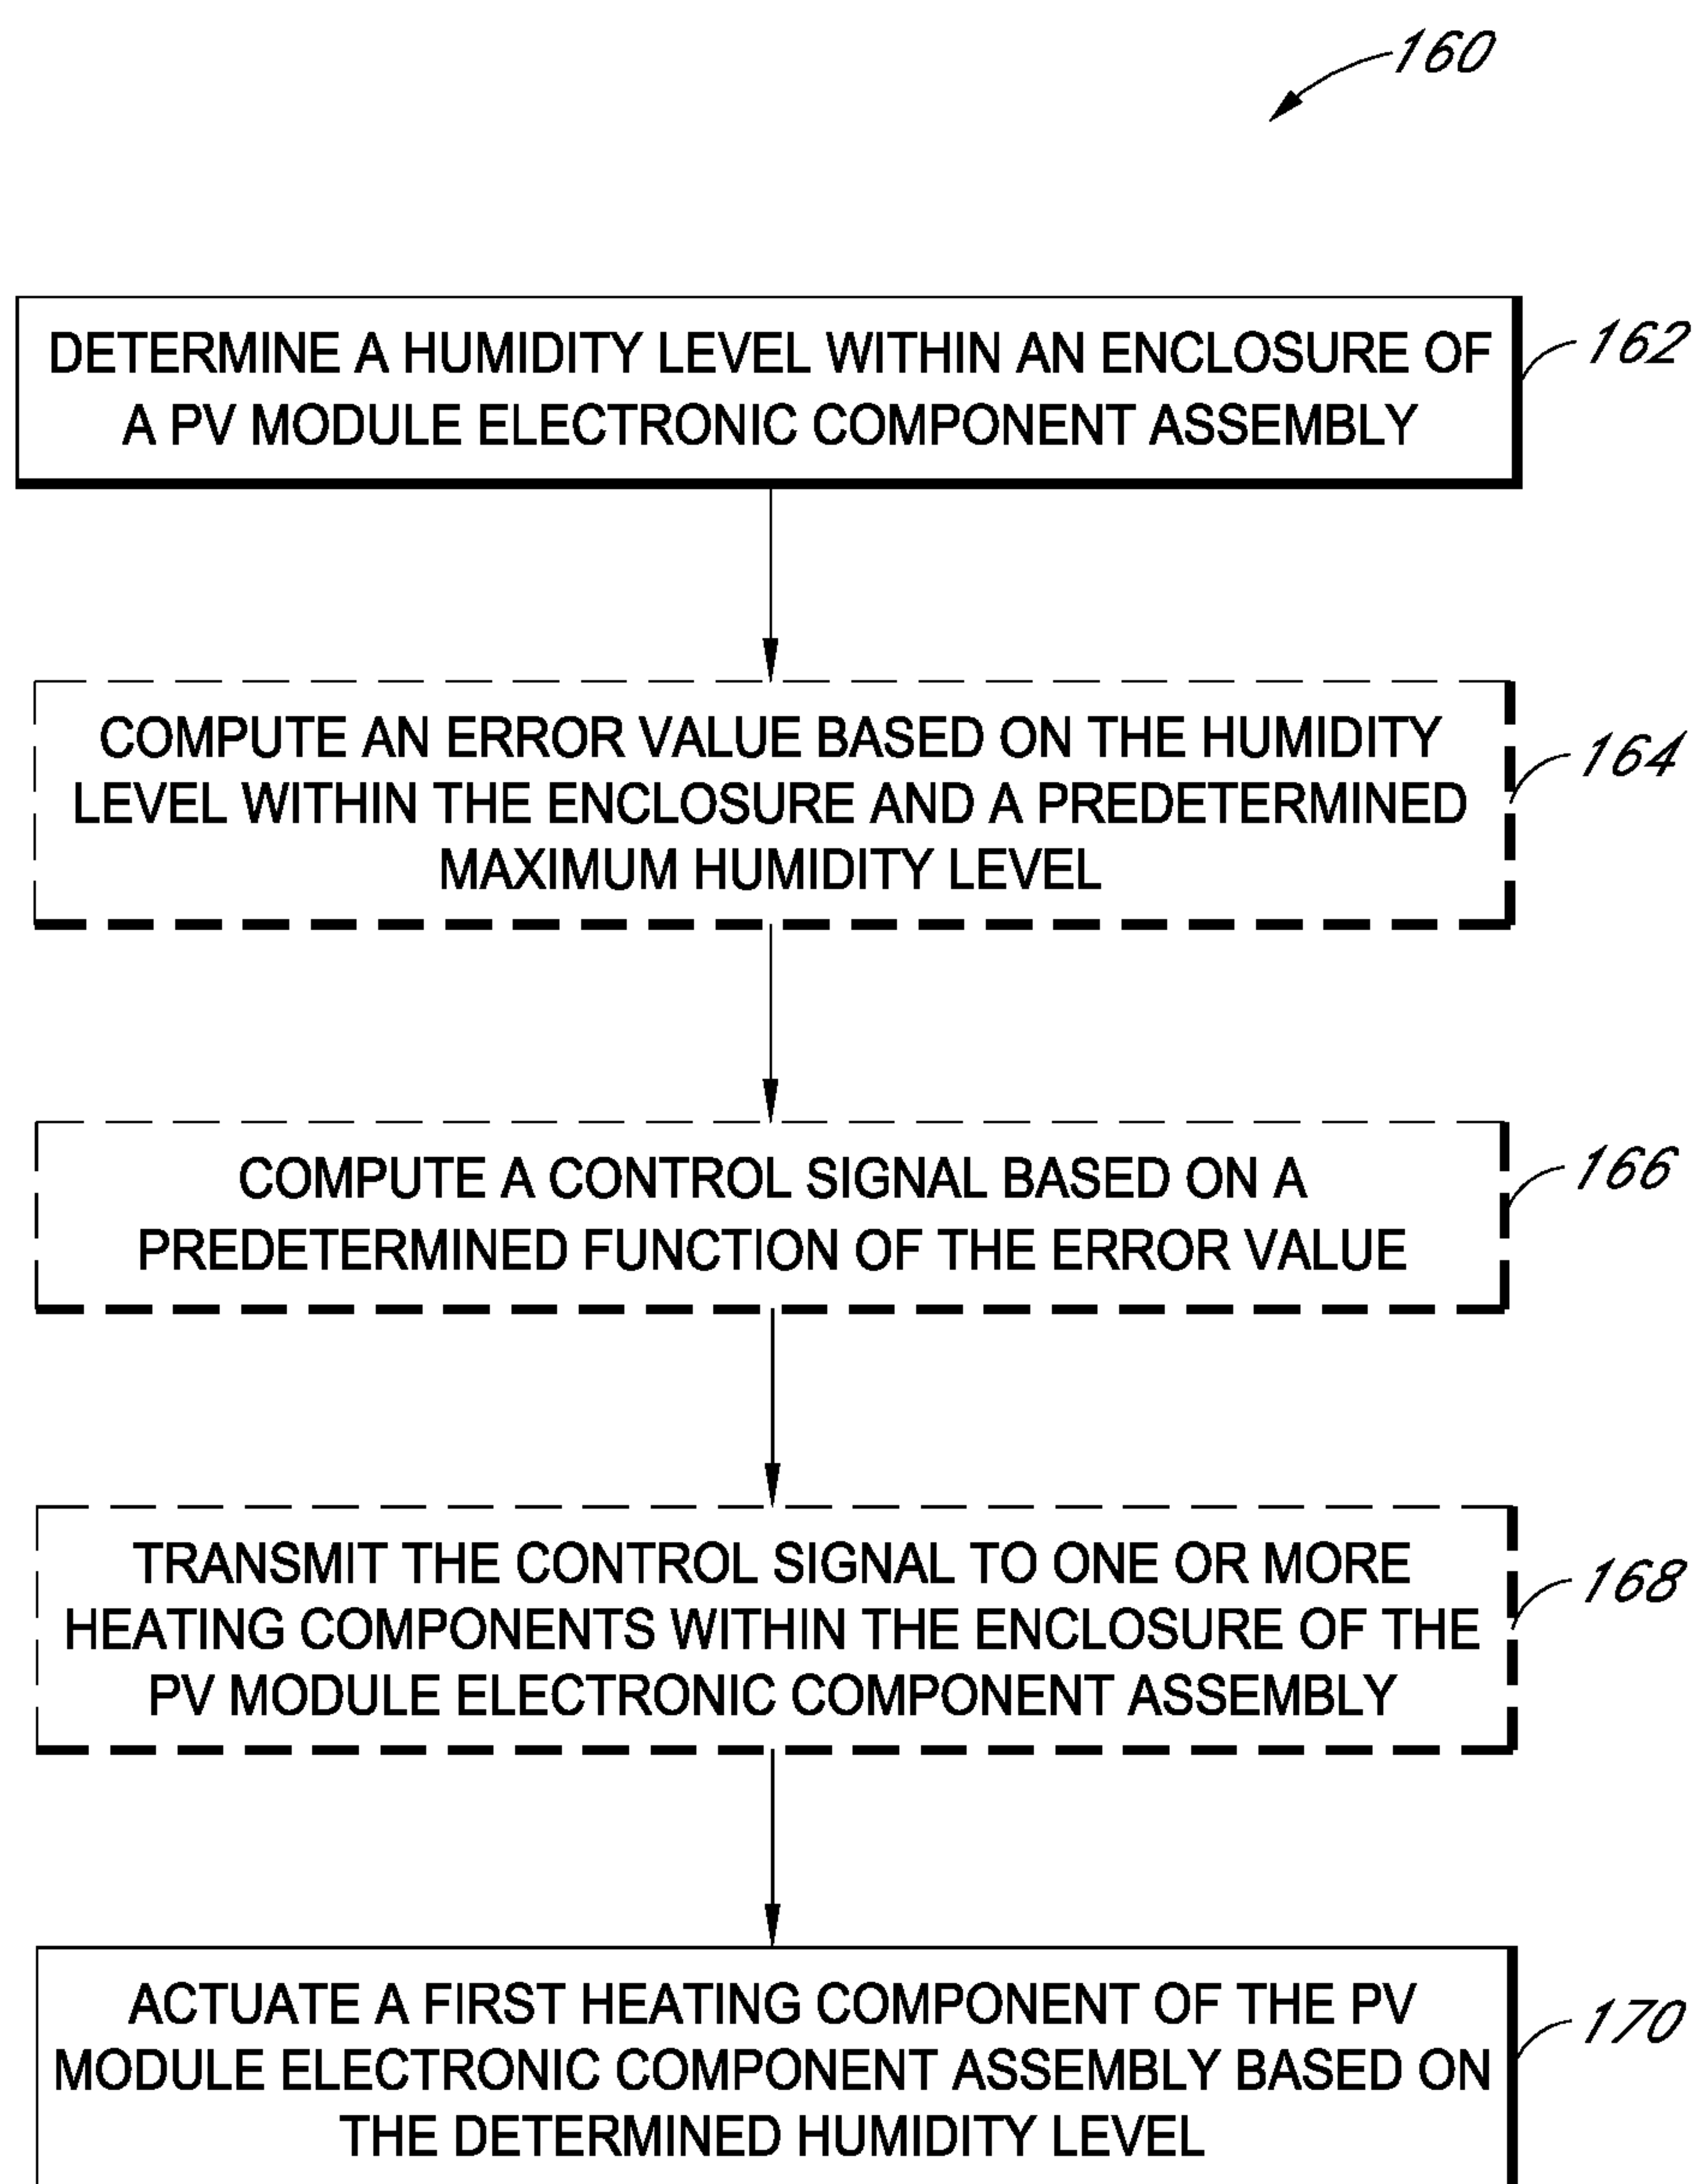 160
DETERMINE A HUMIDITY LEVEL WITHIN AN ENCLOSURE OF
A PV MODULE ELECTRONIC COMPONENT ASSEMBLY
162
COMPUTE AN ERROR VALUE BASED ON THE HUMIDITY
LEVEL WITHIN THE ENCLOSURE AND A PREDETERMINED
MAXIMUM HUMIDITY LEVEL
164
COMPUTE A CONTROL SIGNAL BASED ON A
PREDETERMINED FUNCTION OF THE ERROR VALUE
166
TRANSMIT THE CONTROL SIGNAL TO ONE OR MORE
HEATING COMPONENTS WITHIN THE ENCLOSURE OF THE
PV MODULE ELECTRONIC COMPONENT ASSEMBLY
168
ACTUATE A FIRST HEATING COMPONENT OF THE PV
MODULE ELECTRONIC COMPONENT ASSEMBLY BASED ON
THE DETERMINED HUMIDITY LEVEL
170